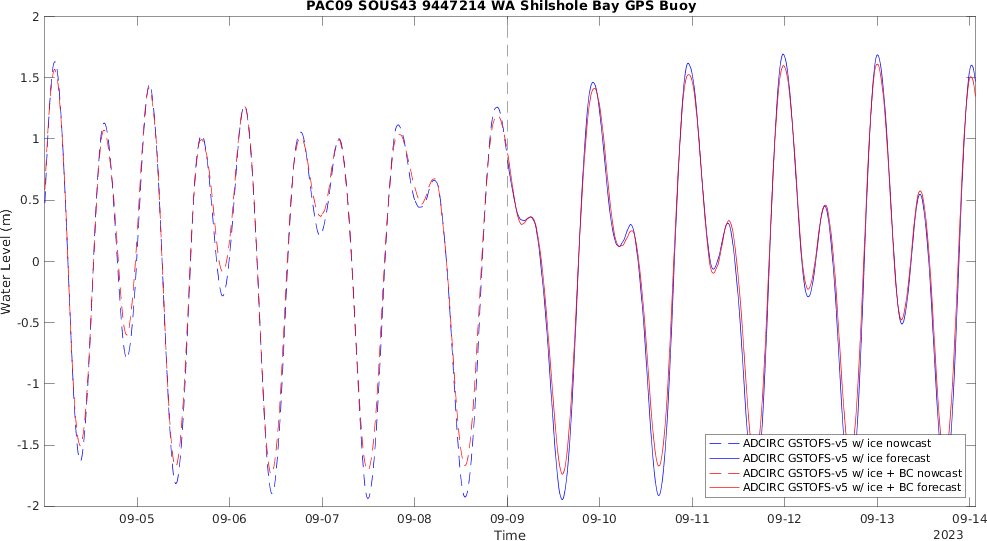 PAC09 SOUS43 9447214 WA Shilshole Bay GPS Buoy
2
1.5
1
0.5
0
-0.5
-1
-1.5
-2
Water Level (m)
09-05 09-06 09-07 09-08 09-09 09-10 09-11 09-12 09-13 09-14
Time
2023
ADCIRC GSTOFS-v5 w/ ice nowcast
ADCIRC GSTOFS-v5 w/ ice forecast
ADCIRC GSTOFS-v5 w/ ice + BC nowcast
ADCIRC GSTOFS-v5 w/ ice + BC forecast